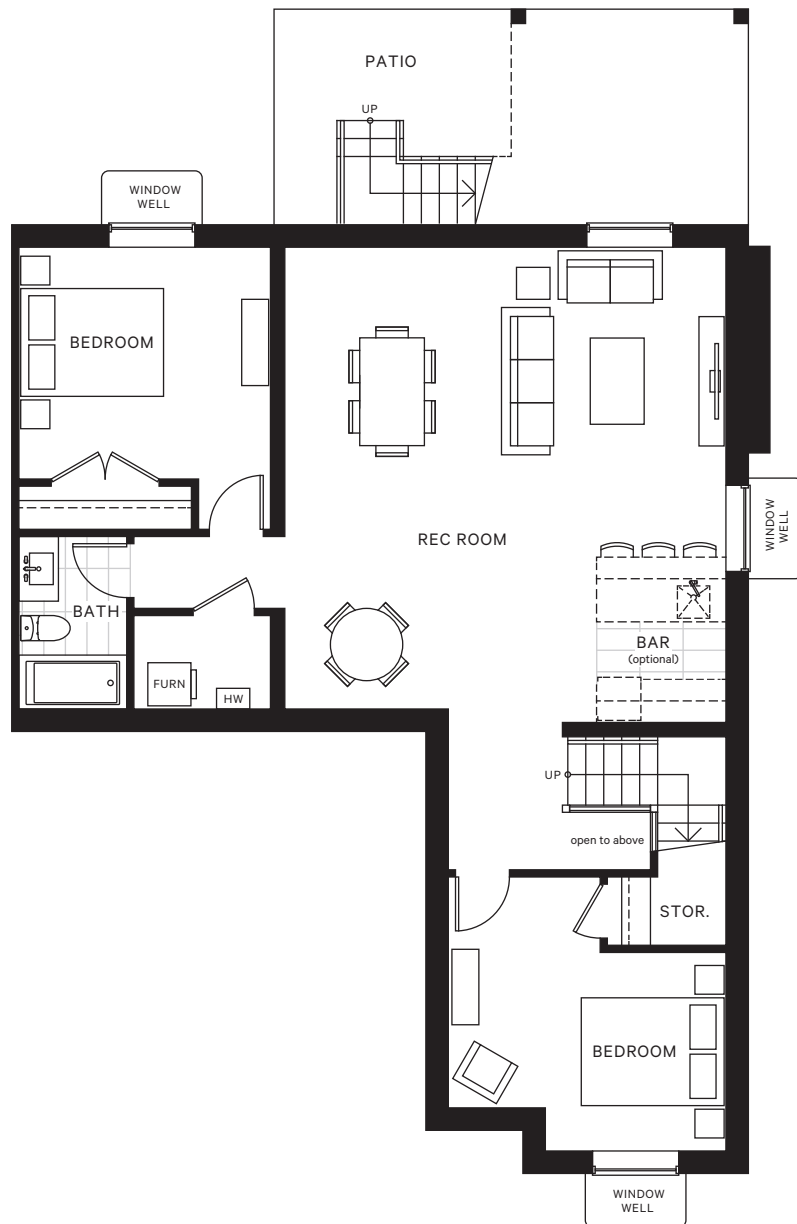 PATIO
UP
WINDOW
WELL
BEDROOM
REC ROOM
WINDOW
WELL
BATH
BAR
(optional)
FURN
HW
UP
open to above
STOR.
BEDROOM
WINDOW
WELL